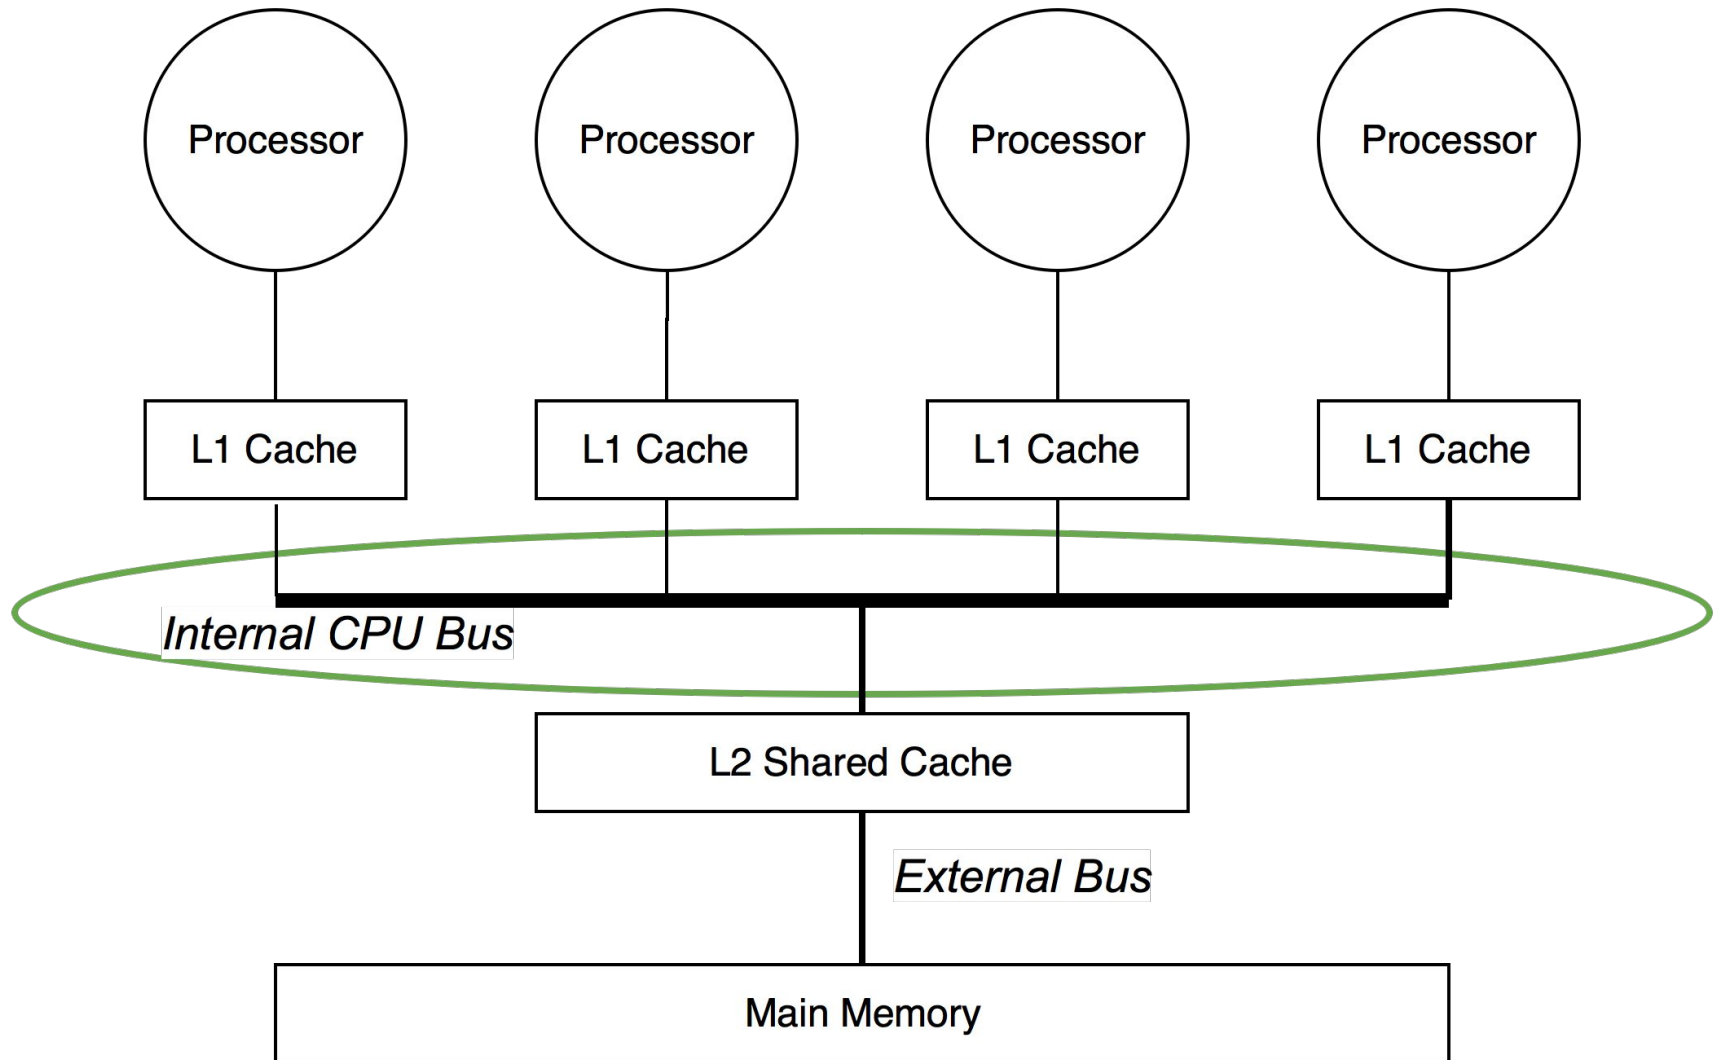 Processor
Processor
Processor
Processor
L1 Cache
L1 Cache
L1 Cache
L1 Cache
Internal CPU Bus
L2 Shared Cache
External Bus
Main Memory